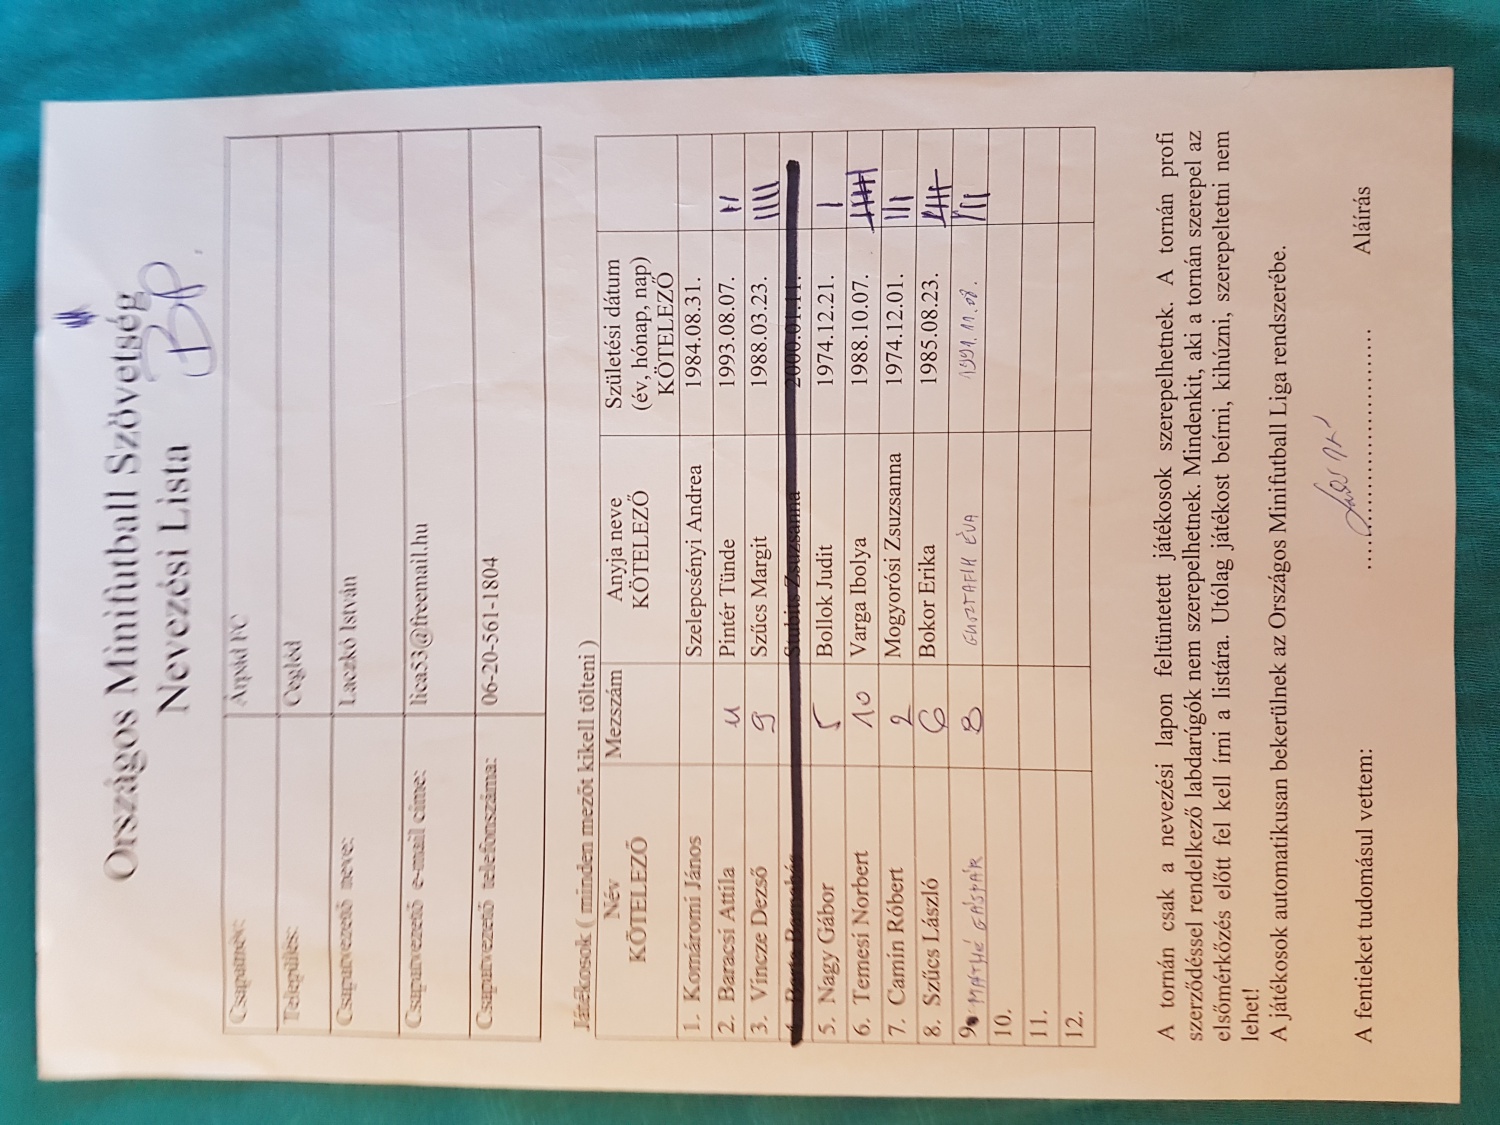 Országos Minifutball Szövetség
Nevezési Lista
Bp.
Csapatnév: Árpád FC
Település: Cegléd
Csapatvezető neve: Laczkó István
Csapatvezető e-mail címe: lica53@freemail.hu
Csapatvezető telefonszáma: 06-20-561-1804
Játékosok ( minden mezőt kikell tölteni )
Név KÖTELEZŐ Mezszám Anyja neve KÖTELEZŐ Születési dátum (év, hónap, nap) KÖTELEZŐ
1. Komáromi János Szelepcsényi Andrea 1984.08.31.
2. Baracsi Attila Pintér Tünde 1993.08.07.
3. Vincze Dezső 9 Szűcs Margit 1988.03.23.
4. Stubits Zsuzsanna 2000.01.11.
5. Nagy Gábor 5 Bollok Judit 1974.12.21.
6. Temesi Norbert 10 Varga Ibolya 1988.10.07.
7. Camin Róbert 2 Mogyorósi Zsuzsanna 1974.12.01.
8. Szűcs László 6 Bokor Erika 1985.08.23.
9. MÁTHÉ GÁSPÁR 8 ÉVA 1991.11.08.
10.
11.
12.
A tornán csak a nevezési lapon feltüntetett játékosok szerepelhetnek. A tornán profi
szerződéssel rendelkező labdarúgók nem szerepelhetnek. Mindenkit, aki a tornán szerepel az
elsőmérkőzés előtt fel kell írni a listára. Utólag játékost beírni, kihúzni, szerepeltetni nem
lehet!
A játékosok automatikusan bekerülnek az Országos Minifutball Liga rendszerébe.
A fentieket tudomásul vettem: ........................................ Aláírás